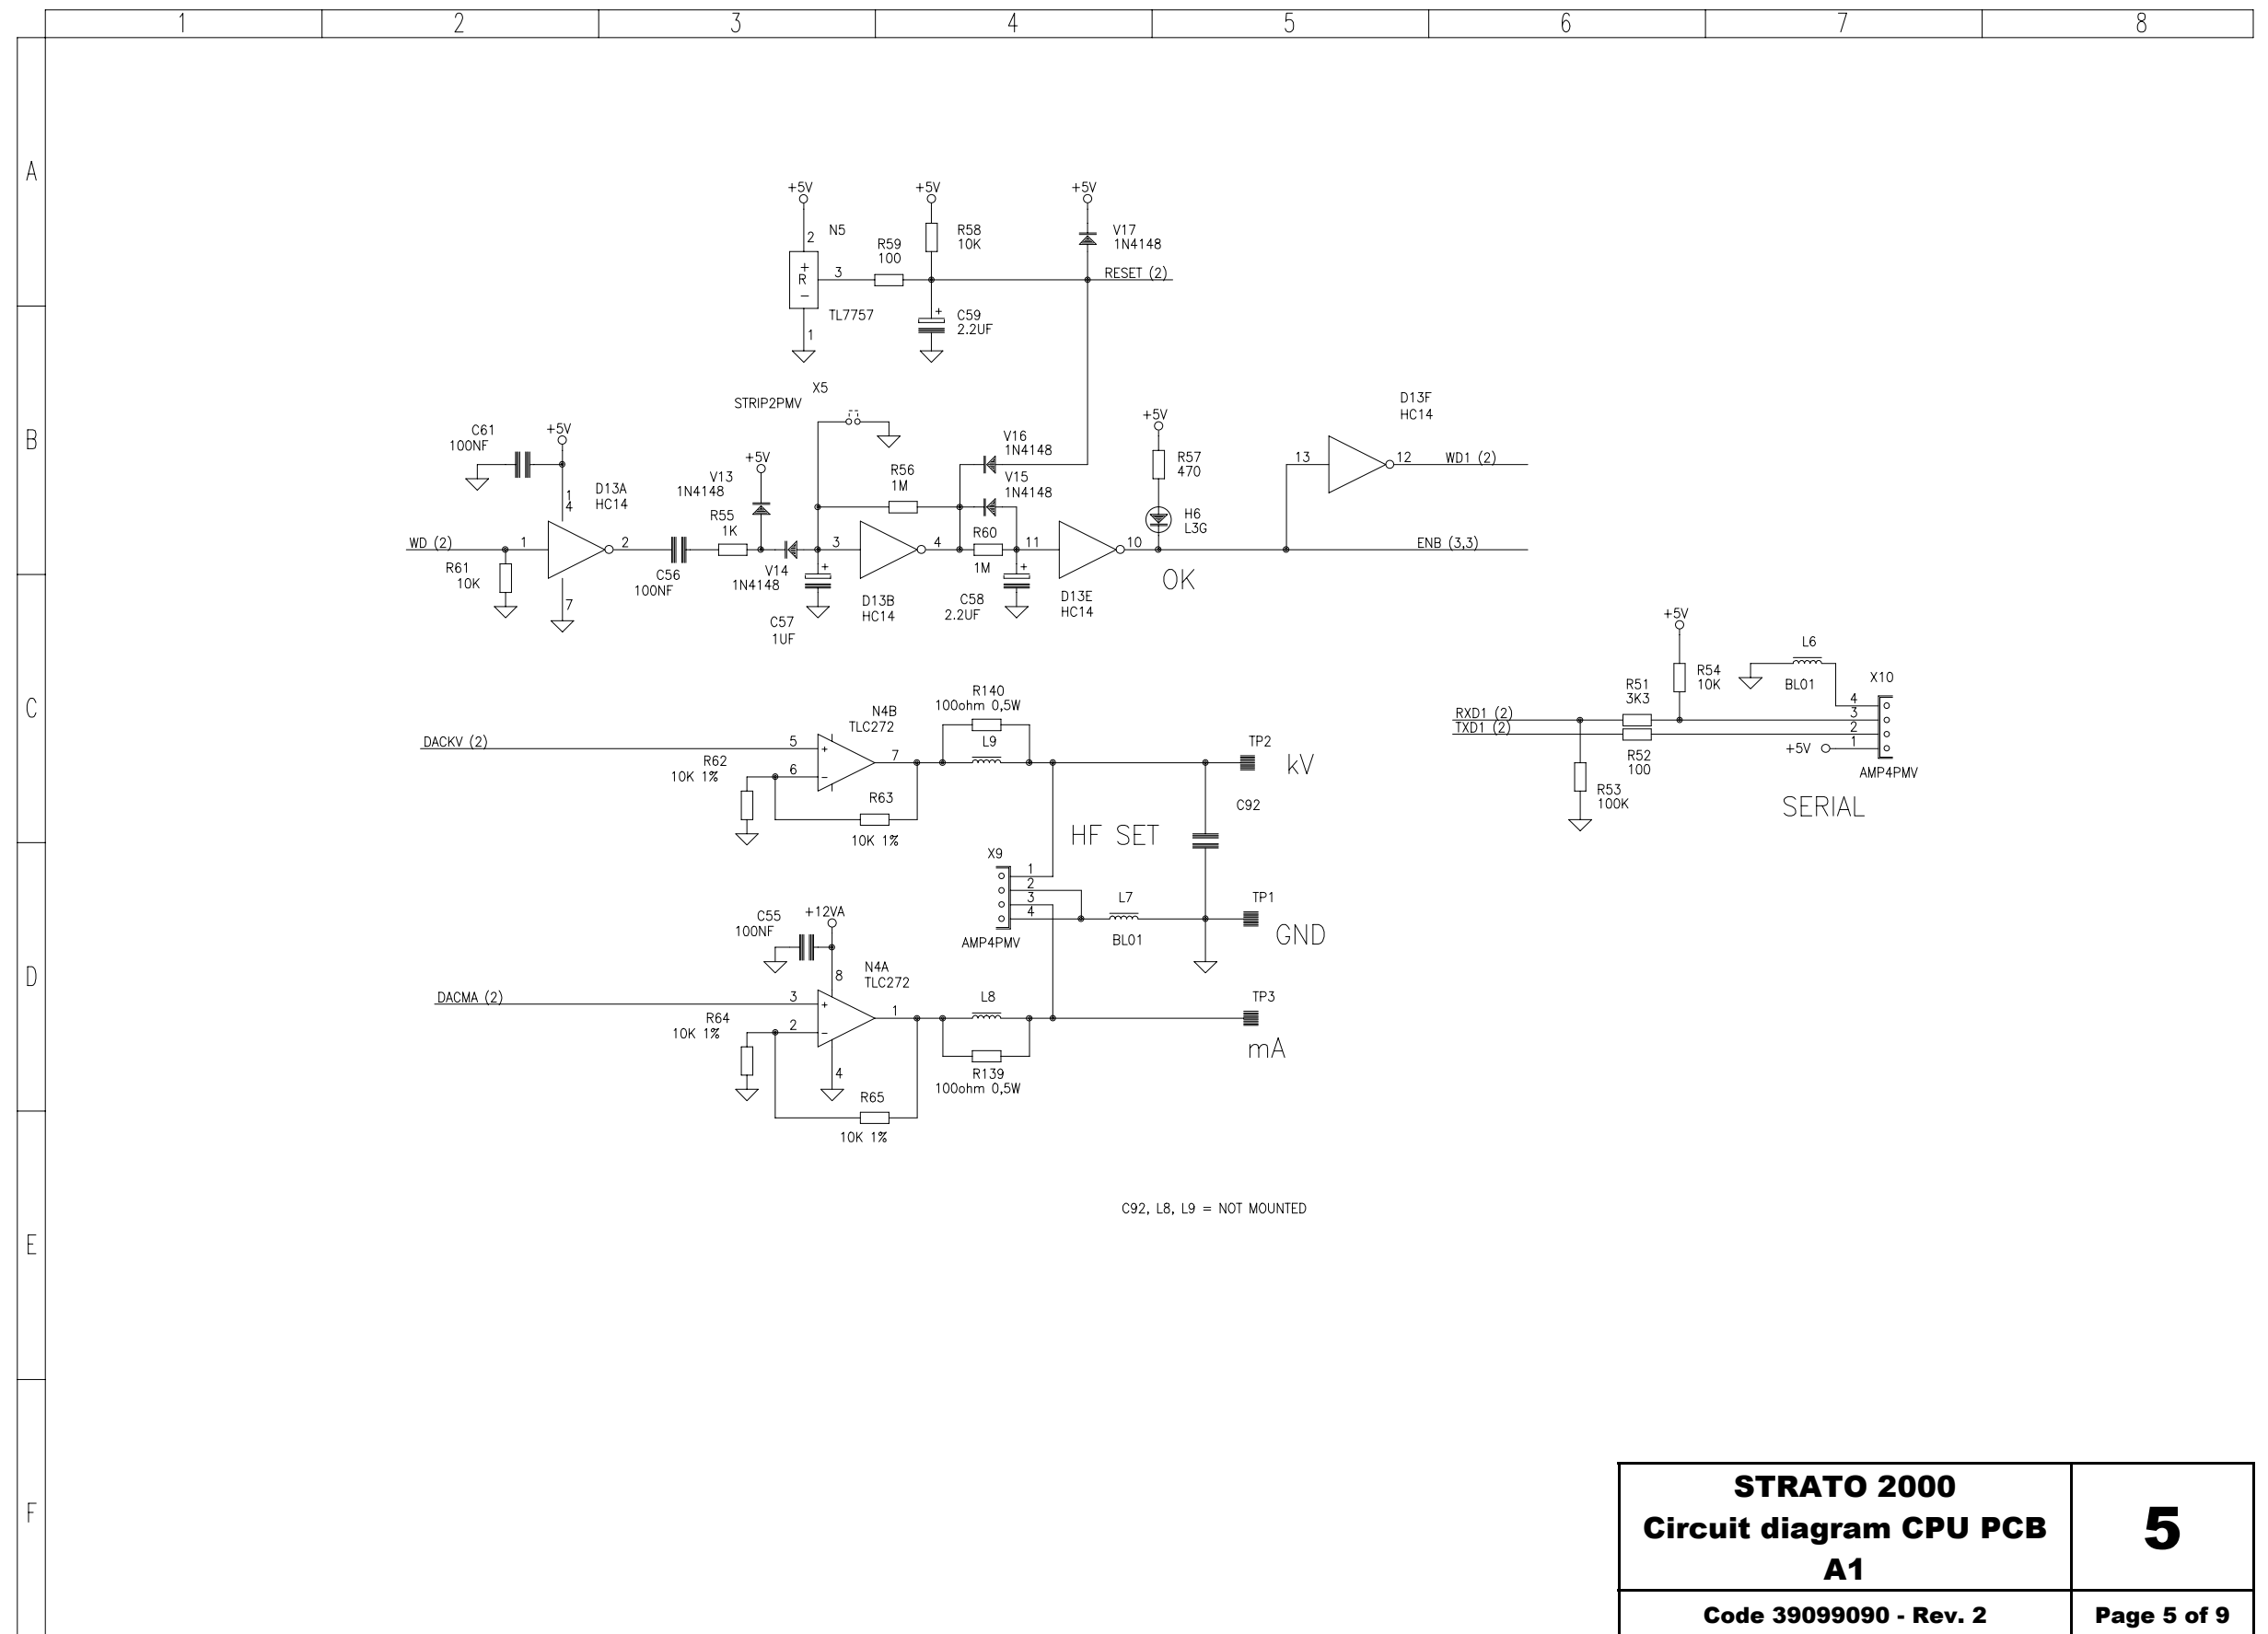 1 2 3 4 5 6 7 8
A
+5V +5V +5V
2 N5
R59
100
R58
10K
V17
1N4148
+
R
-
3
RESET (2)
TL7757
C59
2.2UF
+
1
X5
STRIP2PMV
D13F
HC14
B
C61
100NF
+5V
+5V
+5V
V16
1N4148
R57
470
13
12
WD1 (2)
V13
1N4148
R56
1M
V15
1N4148
1
4
D13A
HC14
R55
1K
H6
L3G
WD (2)
1
2
3
4
R60
1M
11
10
ENB (3,3)
R61
10K
C56
100NF
V14
1N4148
+
+
OK
7
D13B
HC14
C58
2.2UF
D13E
HC14
C57
1UF
+5V
L6
BL01
C
R140
100ohm 0,5W
N4B
TLC272
R51
3K3
R54
10K
X10
4
3
2
1
RXD1 (2)
TXD1 (2)
DACKV (2)
5
+
7
L9
TP2
kV
R52
100
+5V
R62
10K 1%
6
-
AMP4PMV
R63
10K 1%
C92
R53
100K
SERIAL
HF SET
X9
1
2
3
4
L7
BL01
TP1
GND
C55
100NF
+12VA
AMP4PMV
D
8
N4A
TLC272
DACMA (2)
3
+
1
L8
TP3
mA
R64
10K 1%
2
-
4
R139
100ohm 0,5W
R65
10K 1%
C92, L8, L9 = NOT MOUNTED
E
F
STRATO 2000
Circuit diagram CPU PCB
A1
5
Code 39099090 - Rev. 2
Page 5 of 9